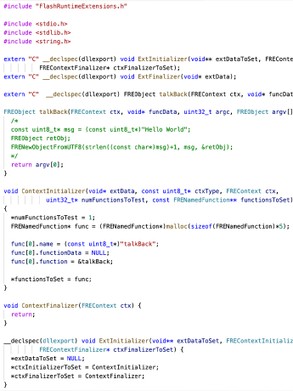 #include "FlashRuntimeExtensions.h"
#include <stdio.h>
#include <stdlib.h>
#include <string.h>
extern "C" __declspec(dllexport) void ExtInitializer(void** extDataToSet, FREConte
FREContextFinalizer* ctxFinalizerToSet);
extern "C" __declspec(dllexport) void ExtFinalizer(void* extData);
extern "C" __declspec(dllexport) FREObject talkBack(FREContext ctx, void* funcDat
FREObject talkBack(FREContext ctx, void* funcData, uint32_t argc, FREObject argv[]
/*
const uint8_t* msg = (const uint8_t*)"Hello World";
FREObject retObj;
FRENewObjectFromUTF8(strlen((const char*)msg)+1, msg, &retObj);
*/
return argv[0];
}
void ContextInitializer(void* extData, const uint8_t* ctxType, FREContext ctx,
uint32_t* numFunctionsToTest, const FRENamedFunction** functionsToSet)
{
*numFunctionsToTest = 1;
FRENamedFunction* func = (FRENamedFunction*)malloc(sizeof(FRENamedFunction)*5);
func[0].name = (const uint8_t*)"talkBack";
func[0].functionData = NULL;
func[0].function = &talkBack;
*functionsToSet = func;
}
void ContextFinalizer(FREContext ctx) {
return;
}
__declspec(dllexport) void ExtInitializer(void** extDataToSet, FREContextInitializ
FREContextFinalizer* ctxFinalizerToSet) {
*extDataToSet = NULL;
*ctxInitializerToSet = ContextInitializer;
*ctxFinalizerToSet = ContextFinalizer;
}